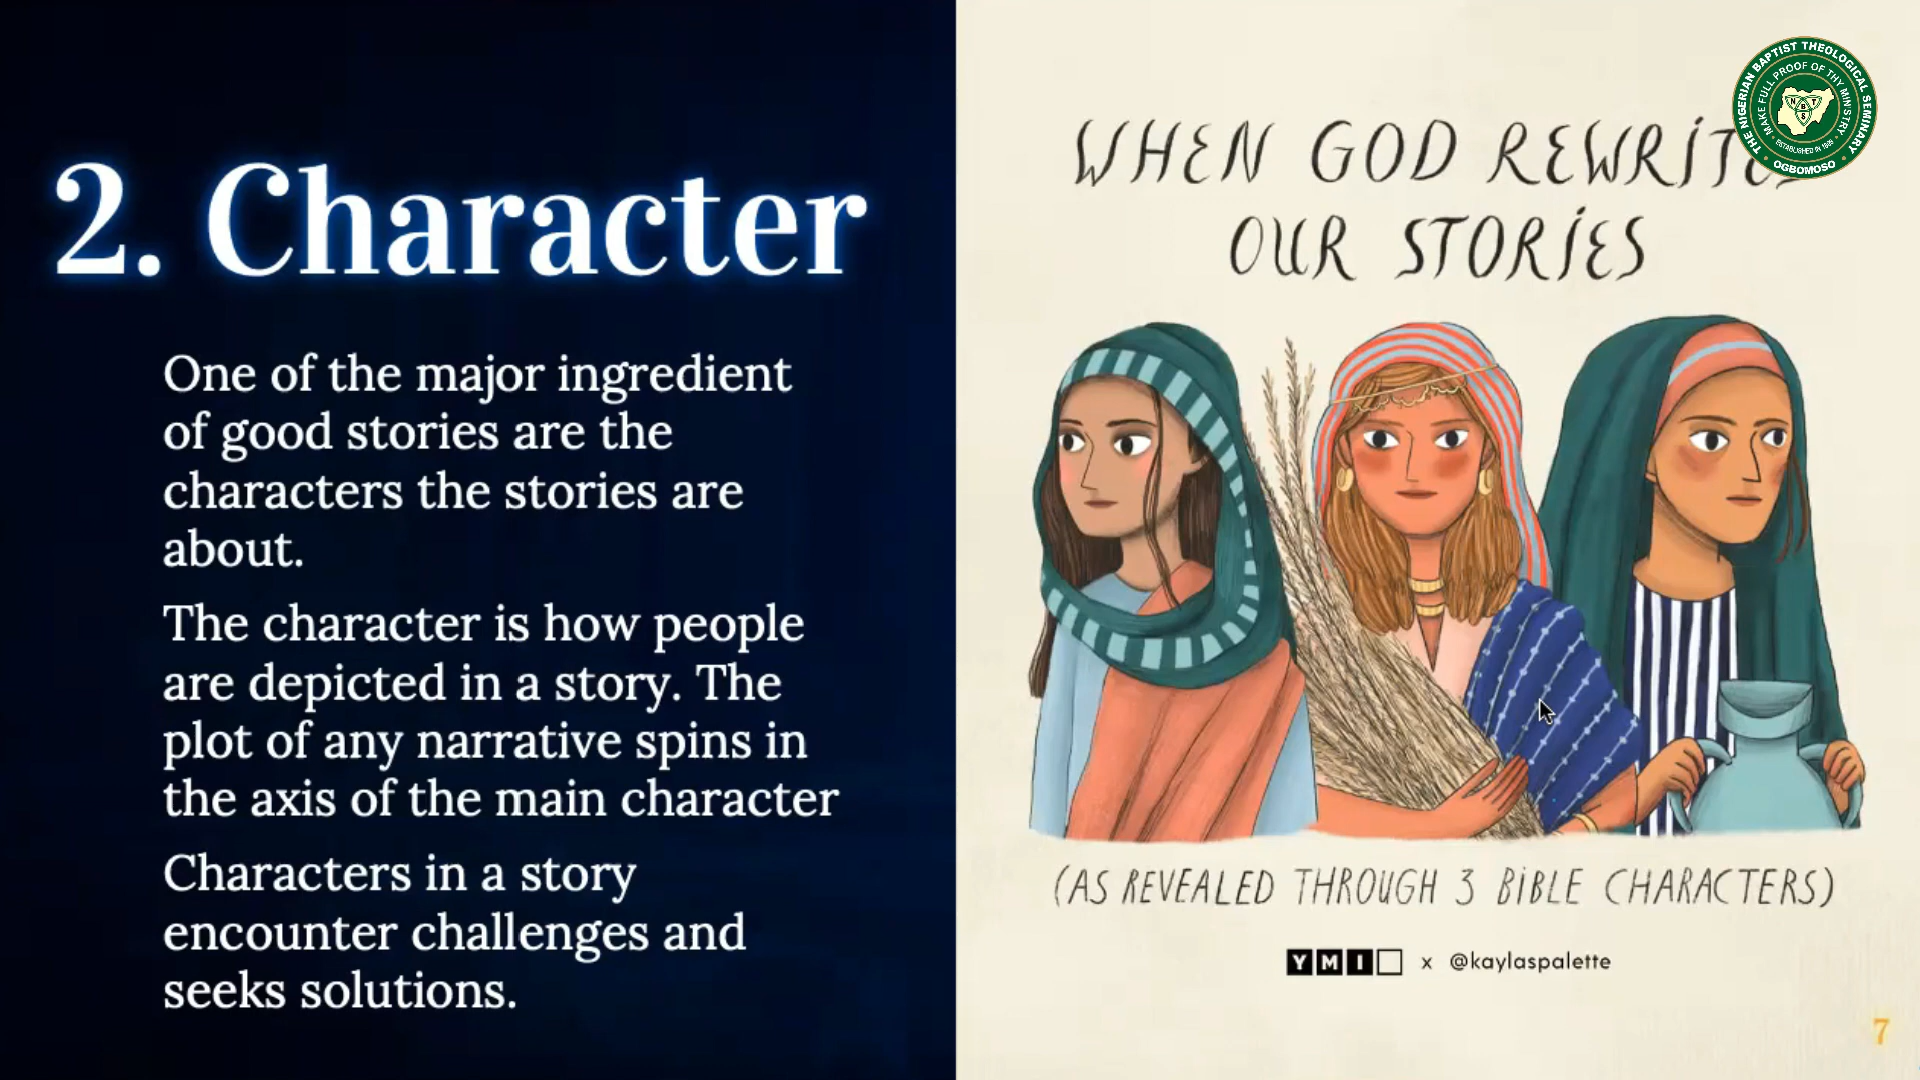 2. Character
One of the major ingredient
of good stories are the
characters the stories are
about.
The character is how people
are depicted in a story. The
plot of any narrative spins in
the axis of the main character
Characters in a story
encounter challenges and
seeks solutions.
WHEN GOD
OUR STORIES
(AS REVEALED THROUGH 3 BIBLE CHARACTERS)
YMI x @kaylaspalette
THE NIGERIAN BAPTIST THEOLOGICAL SEMINARY
OGBOMOSO
MAKE FULL PROOF OF THY MINISTRY
N B T S
7